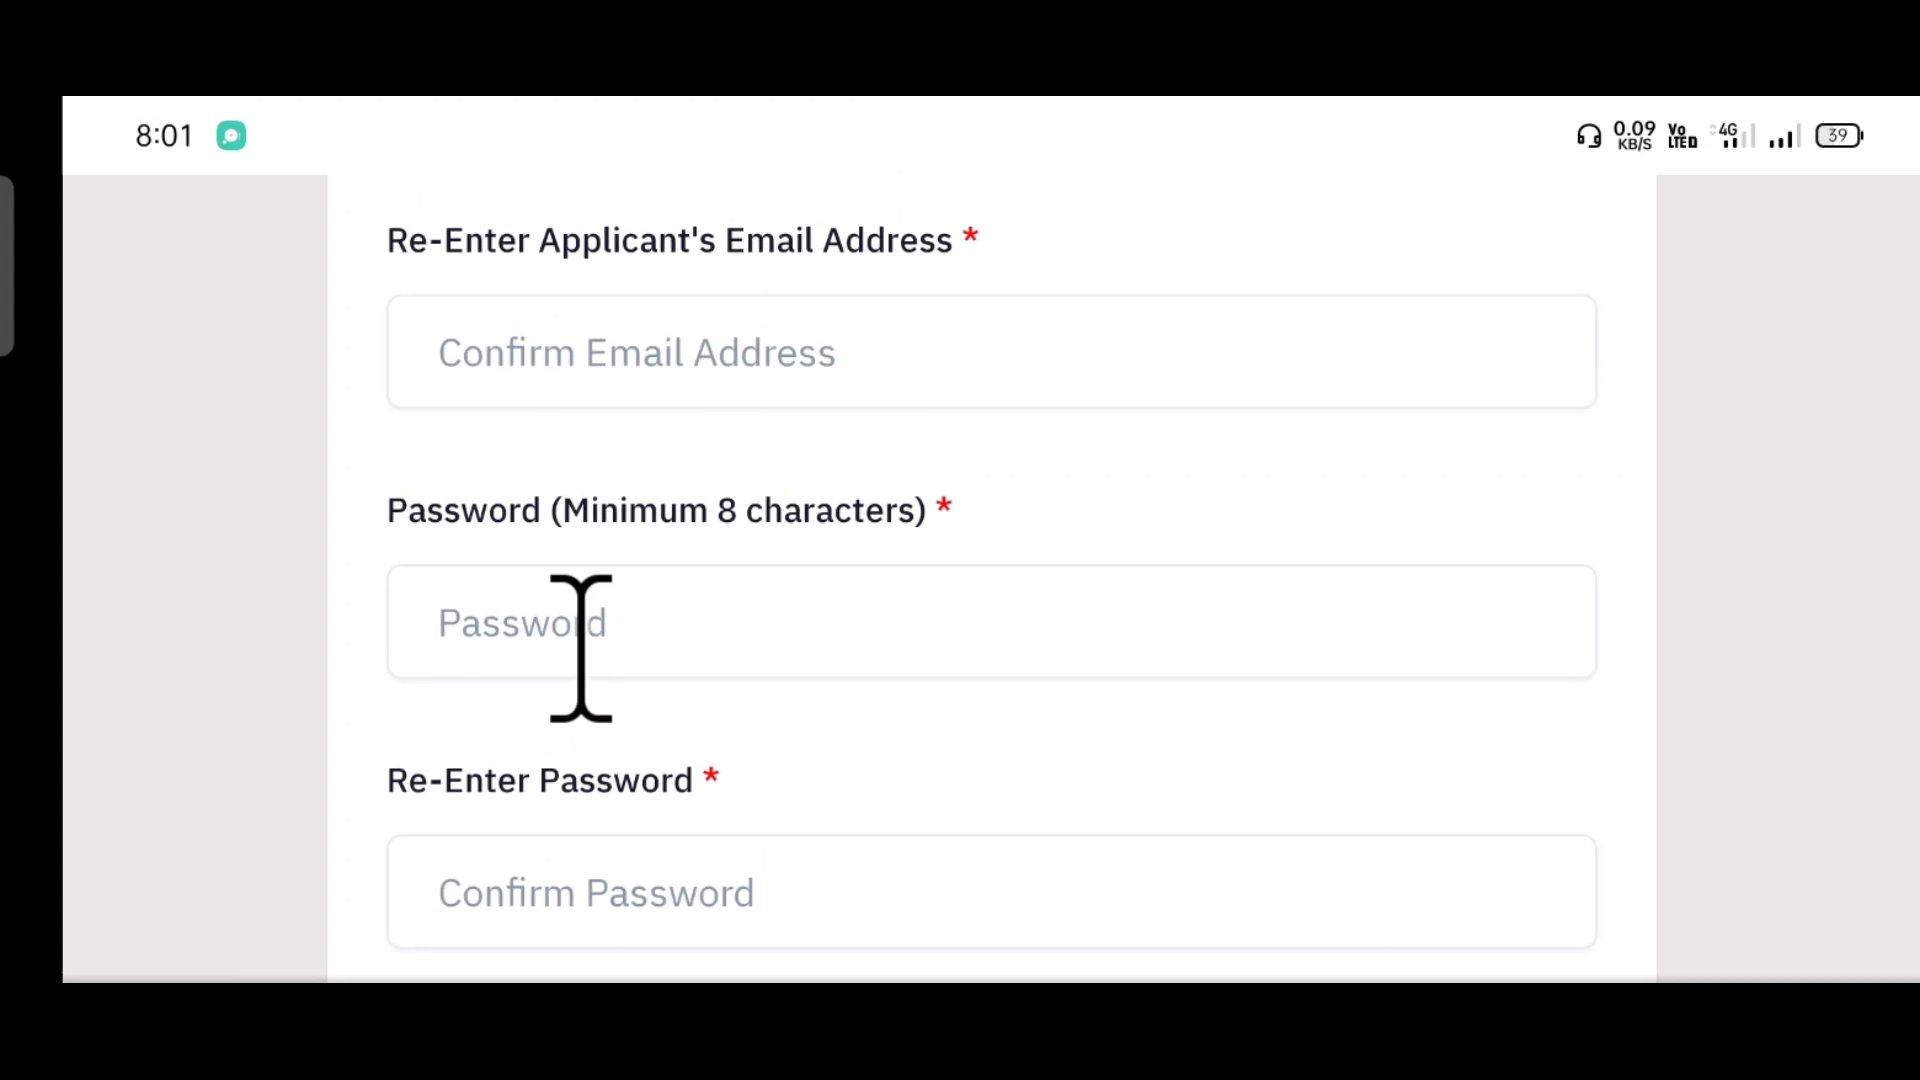 8:01
0.09
KB/S
Vo
LTE
4G
39
Re-Enter Applicant's Email Address *
Confirm Email Address
Password (Minimum 8 characters) *
Password
Re-Enter Password *
Confirm Password